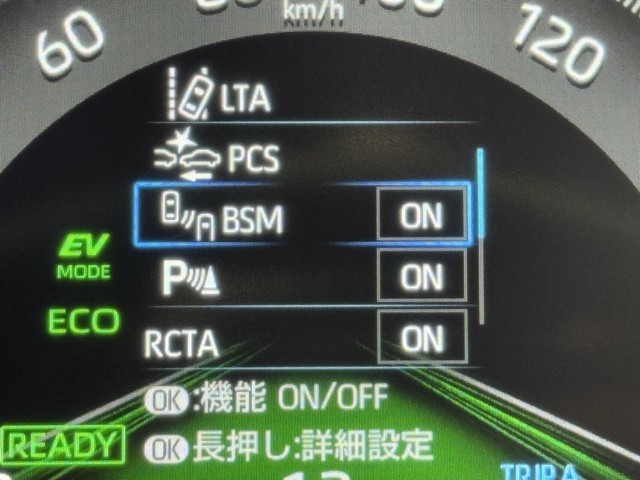 km/h
60
120
LTA
PCS
BSM ON
P ON
RCTA ON
EV
MODE
ECO
OK:機能 ON/OFF
OK長押し:詳細設定
READY
TRIP A